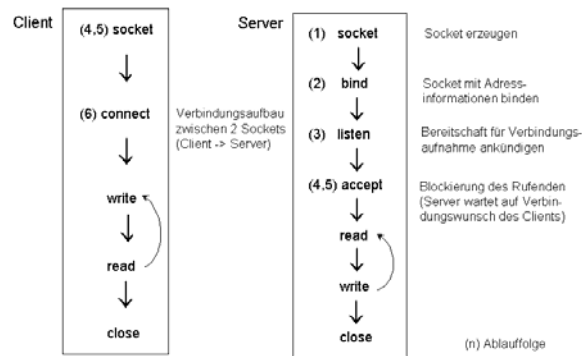 Client
(4,5) socket
(6) connect
write
read
close
Verbindungsaufbau
zwischen 2 Sockets
(Client -> Server)
Server
(1) socket
Socket erzeugen
(2) bind
Socket mit Adress-
informationen binden
(3) listen
Bereitschaft für Verbindungs-
aufnahme ankündigen
(4,5) accept
Blockierung des Rufenden
(Server wartet auf Verbin-
dungswunsch des Clients)
read
write
close
(n) Ablauffolge